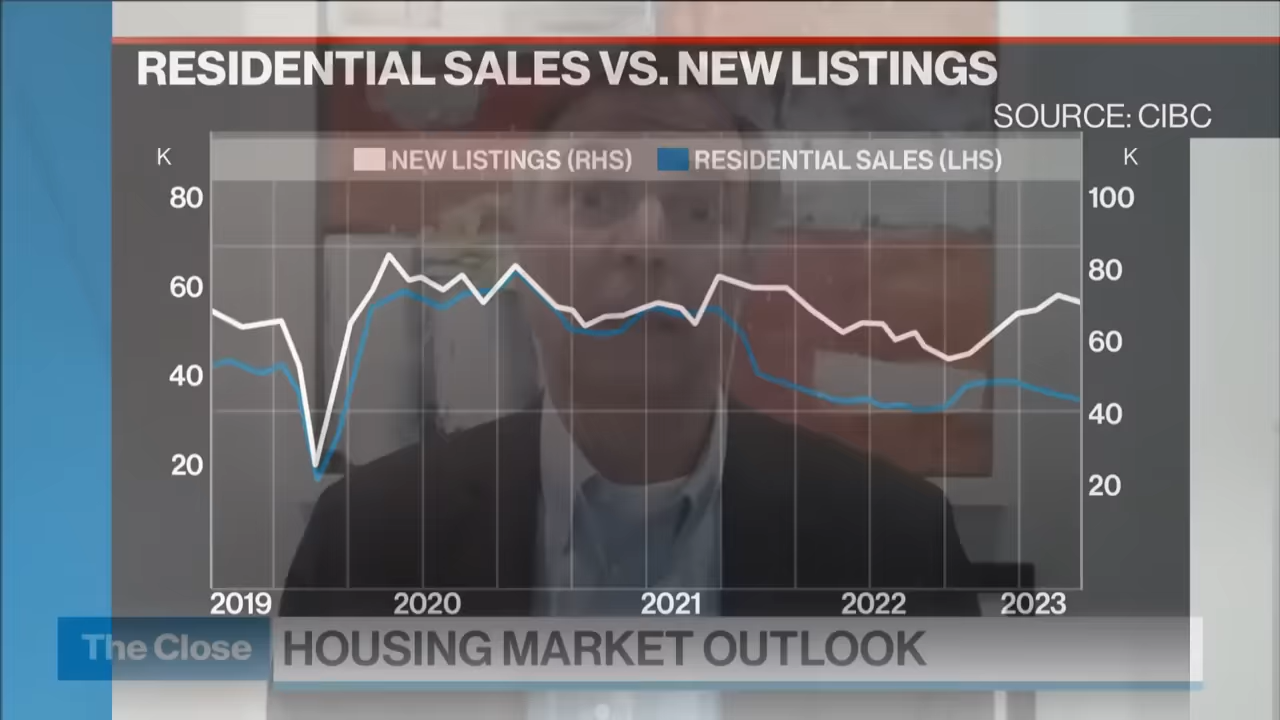 RESIDENTIAL SALES VS. NEW LISTINGS
SOURCE: CIBC
K
K
NEW LISTINGS (RHS)
RESIDENTIAL SALES (LHS)
80
100
60
80
40
60
20
40
20
2019
2020
2021
2022
2023
The Close
HOUSING MARKET OUTLOOK